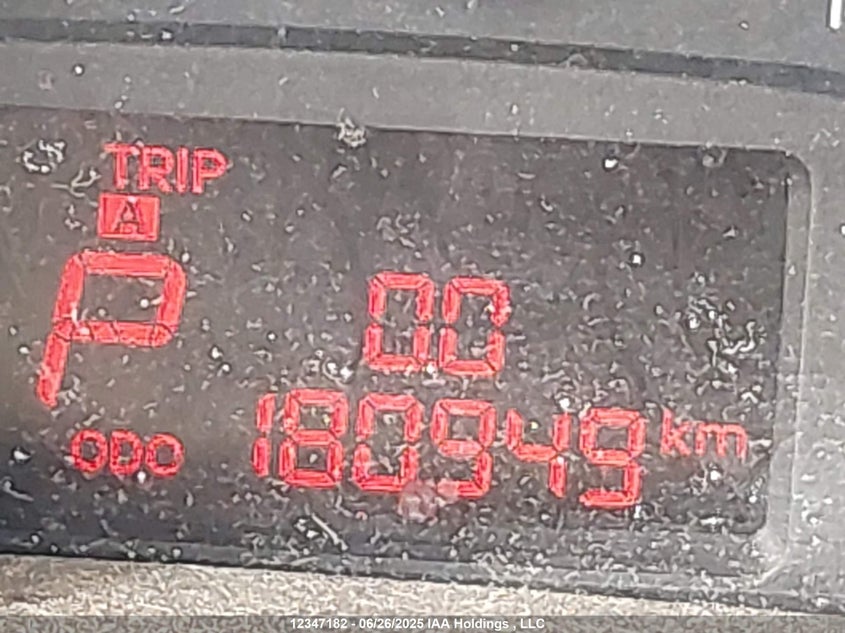 TRIP
A
P
00
ODO 180949 km
12347182 - 06/26/2025 IAA Holdings , LLC